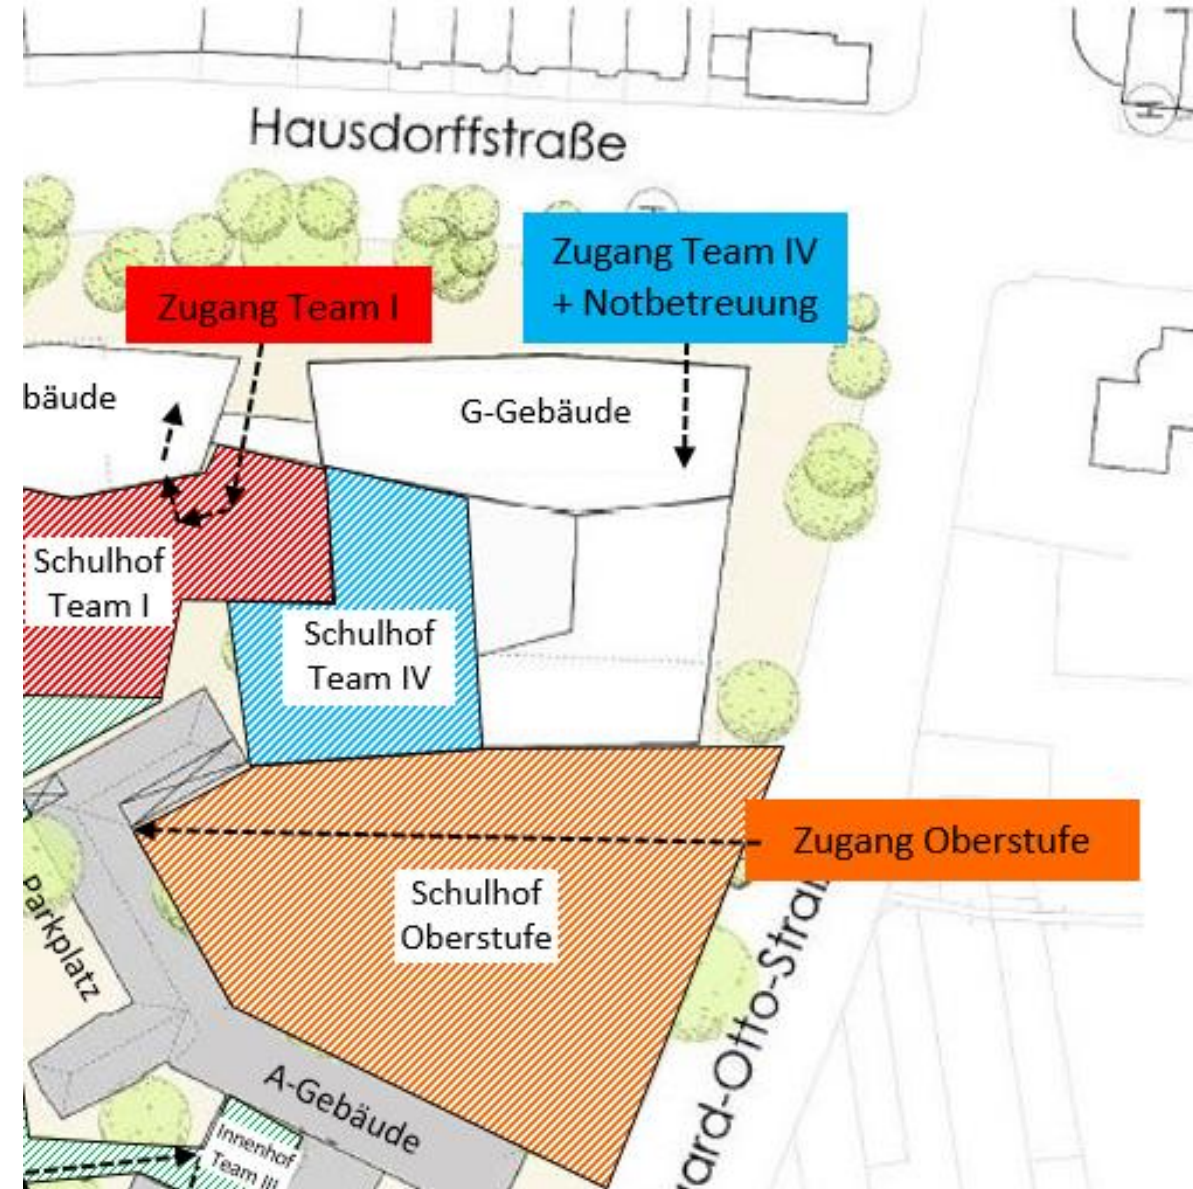 Hausdorffstraße
Zugang Team IV
+ Notbetreuung
Zugang Team I
bäude
G-Gebäude
Schulhof
Team I
Schulhof
Team IV
Zugang Oberstufe
Schulhof
Oberstufe
Parkplatz
ard-Otto-Straß
A-Gebäude
Innenhof
Team III